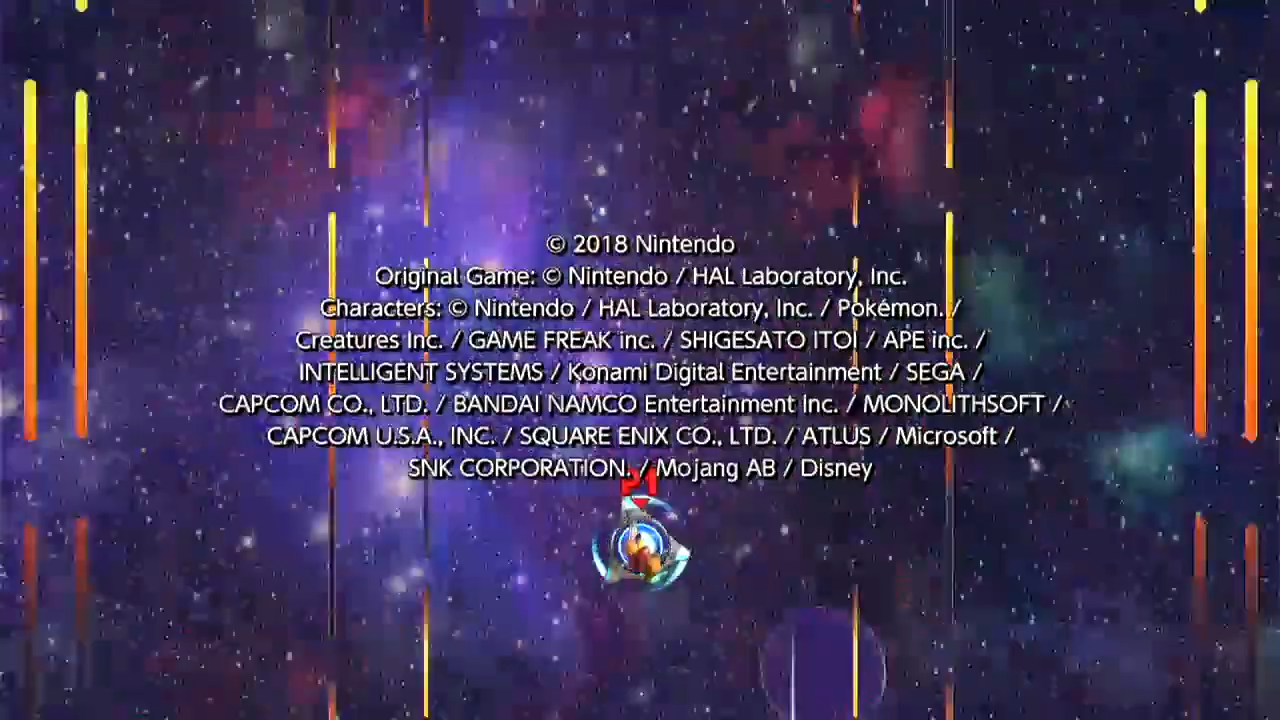 © 2018 Nintendo
Original Game: © Nintendo / HAL Laboratory, Inc.
Characters: © Nintendo / HAL Laboratory, Inc. / Pokémon. /
Creatures Inc. / GAME FREAK inc. / SHIGESATO ITOI / APE inc. /
INTELLIGENT SYSTEMS / Konami Digital Entertainment / SEGA /
CAPCOM CO., LTD. / BANDAI NAMCO Entertainment Inc. / MONOLITHSOFT /
CAPCOM U.S.A., INC. / SQUARE ENIX CO., LTD. / ATLUS / Microsoft /
SNK CORPORATION. / Mojang AB / Disney
P1